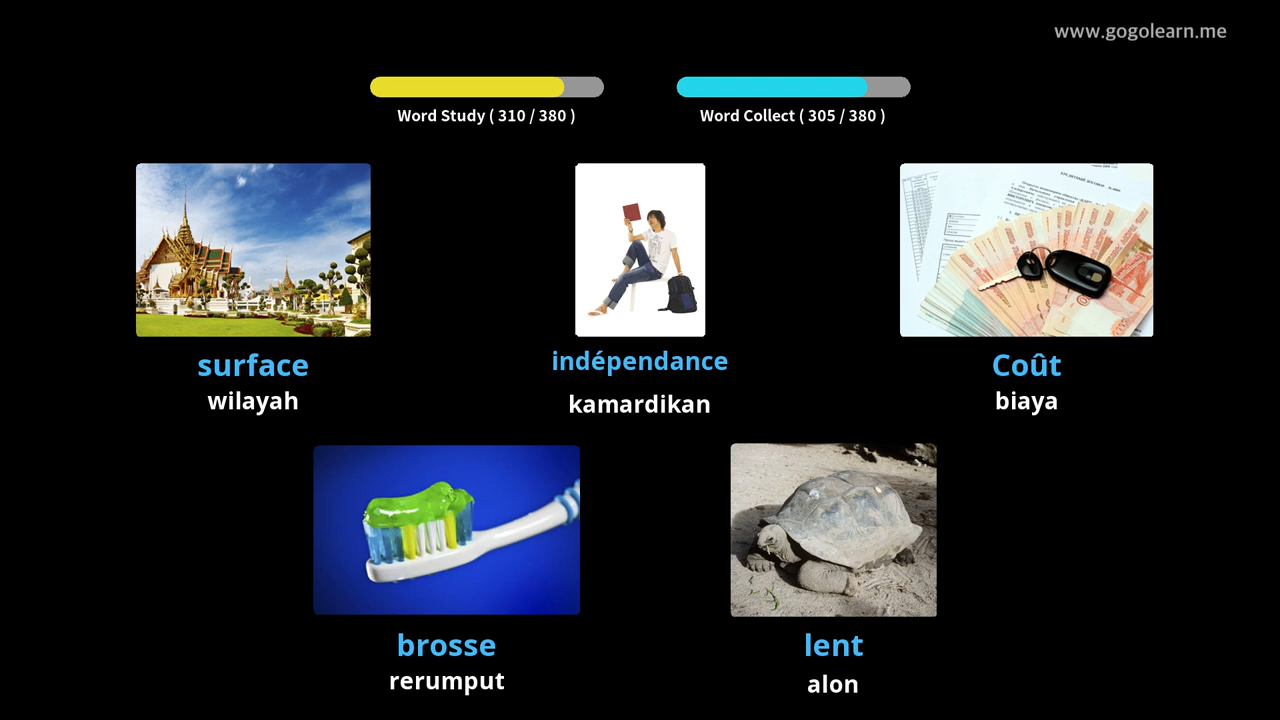 www.gogolearn.me
Word Study ( 310 / 380 )
Word Collect ( 305 / 380 )
surface
wilayah
indépendance
kamardikan
Coût
biaya
brosse
rerumput
lent
alon